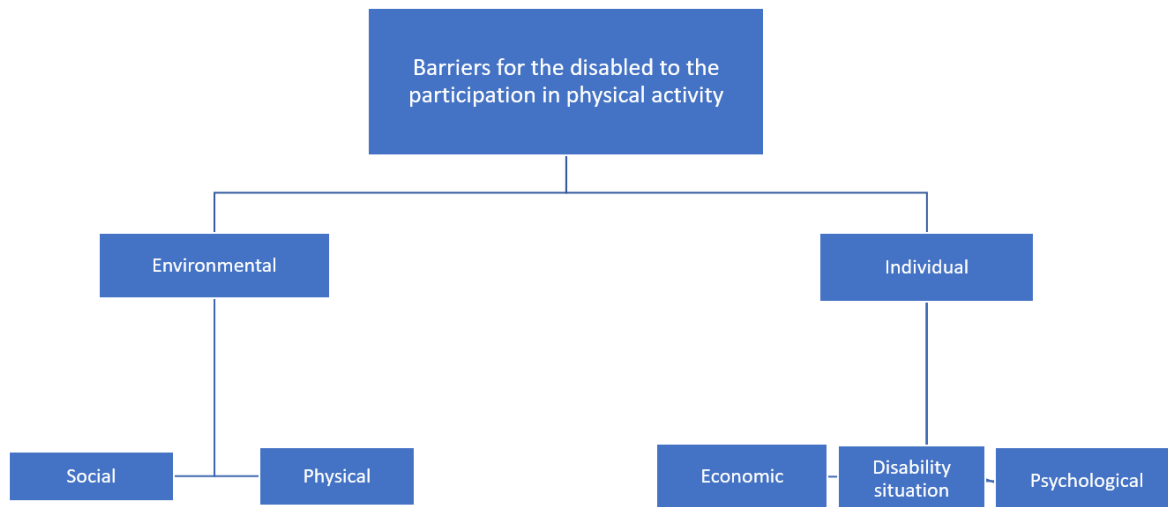 Barriers for the disabled to the
participation in physical activity
Environmental
Individual
Social
Physical
Economic
Disability
situation
Psychological